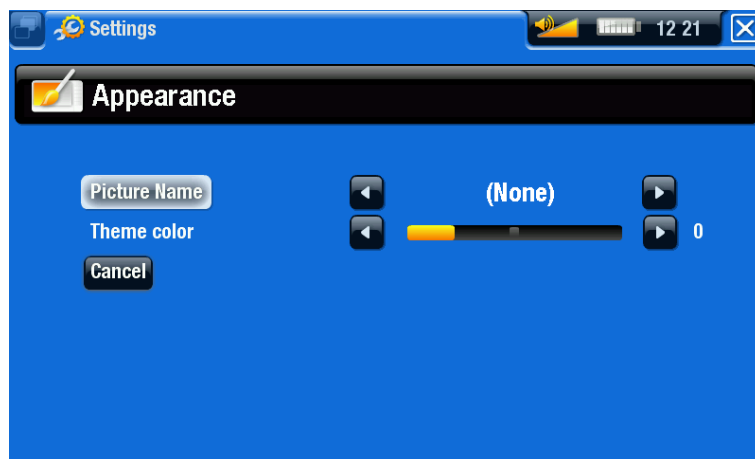 Settings
12 21
Appearance
Picture Name
(None)
Theme color
0
Cancel